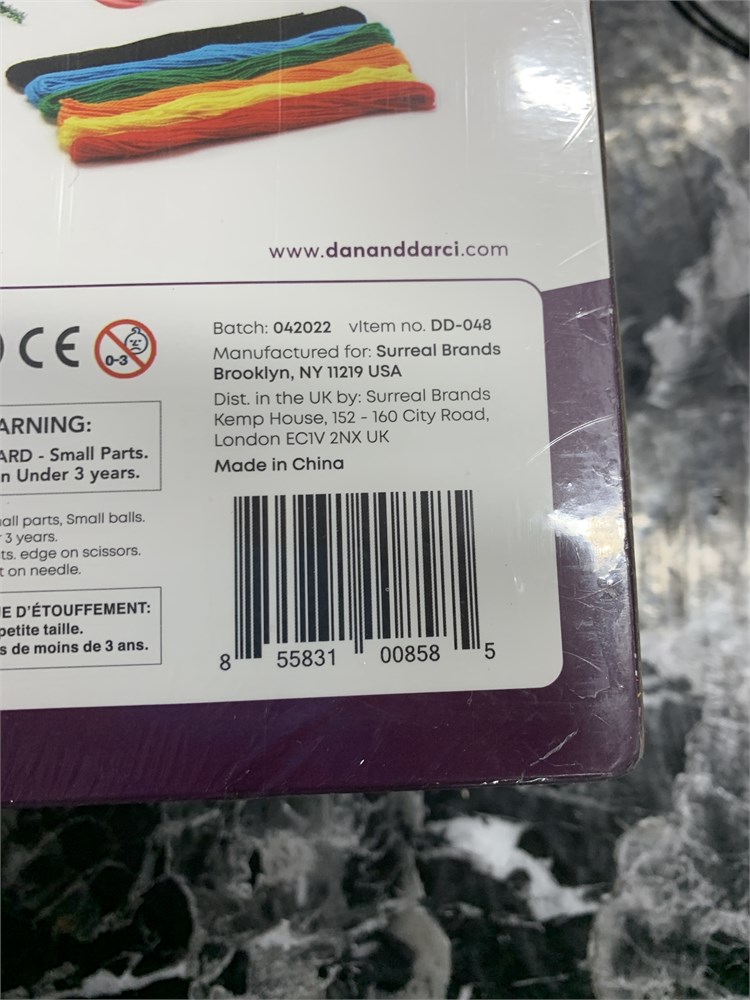 www.dananddarci.com
CE
0-3
Batch: 042022 vItem no. DD-048
Manufactured for: Surreal Brands
Brooklyn, NY 11219 USA
Dist. in the UK by: Surreal Brands
Kemp House, 152 - 160 City Road,
London EC1V 2NX UK
Made in China
ARNING:
ARD - Small Parts.
n Under 3 years.
all parts, Small balls.
3 years.
ts. edge on scissors.
t on needle.
E D'ÉTOUFFEMENT:
petite taille.
s de moins de 3 ans.
8 55831 00858 5